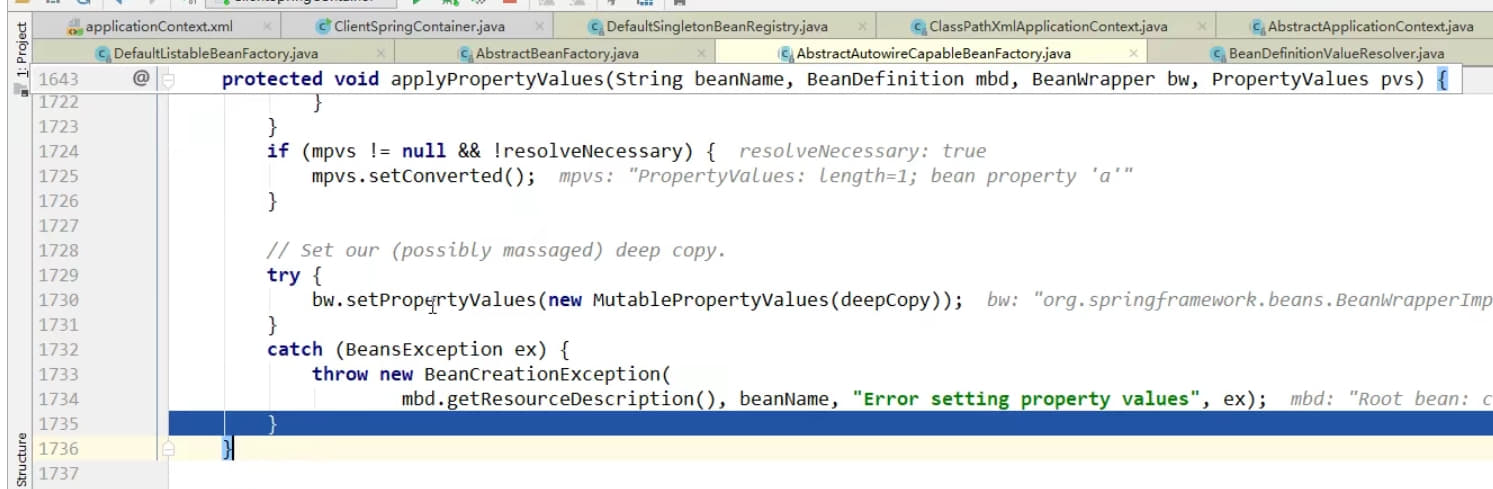 applicationContext.xml ClientSpringContainer.java DefaultSingletonBeanRegistry.java ClassPathXmlApplicationContext.java AbstractApplicationContext.java
DefaultListableBeanFactory.java AbstractBeanFactory.java AbstractAutowireCapableBeanFactory.java BeanDefinitionValueResolver.java
1: Project
1643 @ protected void applyPropertyValues(String beanName, BeanDefinition mbd, BeanWrapper bw, PropertyValues pvs) {
1722 }
1723 }
1724 if (mpvs != null && !resolveNecessary) { resolveNecessary: true
1725 mpvs.setConverted(); mpvs: "PropertyValues: length=1; bean property 'a'"
1726 }
1727
1728 // Set our (possibly massaged) deep copy.
1729 try {
1730 bw.setPropertyValues(new MutablePropertyValues(deepCopy)); bw: "org.springframework.beans.BeanWrapperImp
1731 }
1732 catch (BeansException ex) {
1733 throw new BeanCreationException(
1734 mbd.getResourceDescription(), beanName, "Error setting property values", ex); mbd: "Root bean: c
1735 }
1736 }
1737
Structure